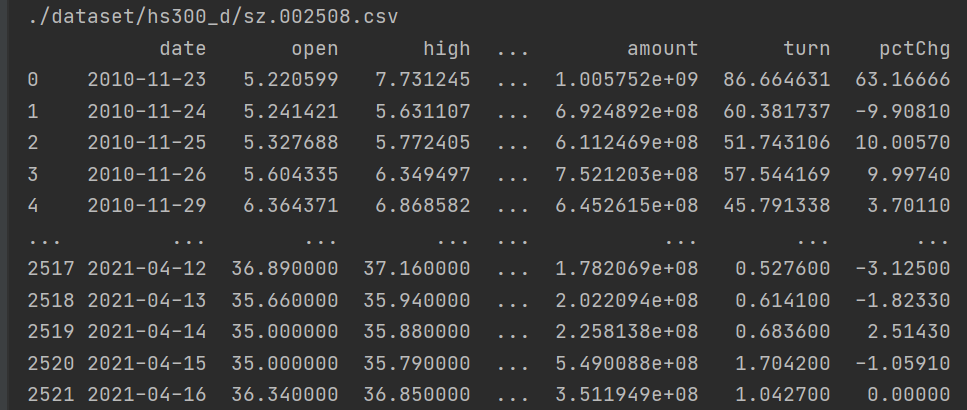 ./dataset/hs300_d/sz.002508.csv
date open high ... amount turn pctChg
0 2010-11-23 5.220599 7.731245 ... 1.005752e+09 86.664631 63.16666
1 2010-11-24 5.241421 5.631107 ... 6.924892e+08 60.381737 -9.90810
2 2010-11-25 5.327688 5.772405 ... 6.112469e+08 51.743106 10.00570
3 2010-11-26 5.604335 6.349497 ... 7.521203e+08 57.544169 9.99740
4 2010-11-29 6.364371 6.868582 ... 6.452615e+08 45.791338 3.70110
... ... ... ... ... ... ... ...
2517 2021-04-12 36.890000 37.160000 ... 1.782069e+08 0.527600 -3.12500
2518 2021-04-13 35.660000 35.940000 ... 2.022094e+08 0.614100 -1.82330
2519 2021-04-14 35.000000 35.880000 ... 2.258138e+08 0.683600 2.51430
2520 2021-04-15 35.000000 35.790000 ... 5.490088e+08 1.704200 -1.05910
2521 2021-04-16 36.340000 36.850000 ... 3.511949e+08 1.042700 0.00000